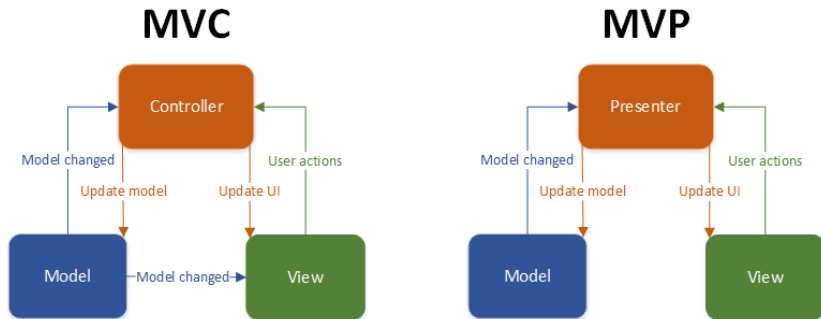 MVC
MVP
Controller
Presenter
Model changed
User actions
Model changed
User actions
Update model
Update UI
Update model
Update UI
Model
Model changed
View
Model
View